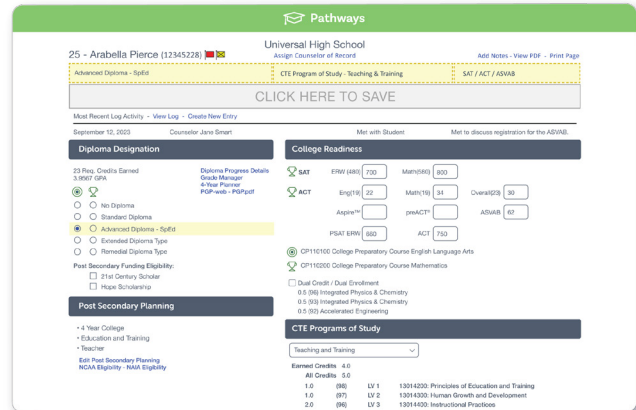 Pathways
Universal High School
25 - Arabella Pierce (12345228)
Assign Counselor of Record
Add Notes - View PDF - Print Page
Advanced Diploma - SpEd
CTE Program of Study - Teaching & Training
SAT / ACT / ASVAB
CLICK HERE TO SAVE
Most Recent Log Activity - View Log - Create New Entry
September 12, 2023 Counselor Jane Smart Met with Student Met to discuss registration for the ASVAB.
Diploma Designation
23 Req. Credits Earned
3.9567 GPA
Diploma Progress Details
Grade Manager
4-Year Planner
PGP-web - PGP.pdf
No Diploma
Standard Diploma
Advanced Diploma - SpEd
Extended Diploma Type
Remedial Diploma Type
Post Secondary Funding Eligibility:
21st Century Scholar
Hope Scholarship
Post Secondary Planning
• 4 Year College
• Education and Training
• Teacher
Edit Post Secondary Planning
NCAA Eligibility - NAIA Eligibility
College Readiness
SAT ERW (480) 700 Math(560) 800
ACT Eng(19) 22 Math(19) 34 Overall(23) 30
Aspire™ preACT® ASVAB 62
PSAT ERW 660 ACT 750
CP110100 College Preparatory Course English Language Arts
CP110200 College Preparatory Course Mathematics
Dual Credit / Dual Enrollment
0.5 (96) Integrated Physics & Chemistry
0.5 (93) Integrated Physics & Chemistry
0.5 (92) Accelerated Engineering
CTE Programs of Study
Teaching and Training
Earned Credits 4.0
All Credits 5.0
1.0 (98) LV 1 13014200: Principles of Education and Training
1.0 (97) LV 2 13014300: Human Growth and Development
2.0 (96) LV 3 13014400: Instructional Practices